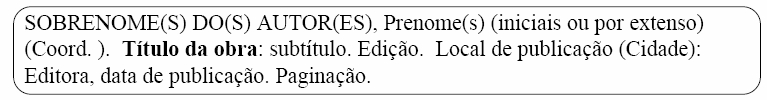 SOBRENOME(S) DO(S) AUTOR(ES), Prenome(s) (iniciais ou por extenso)
(Coord. ). Título da obra: subtítulo. Edição. Local de publicação (Cidade):
Editora, data de publicação. Paginação.